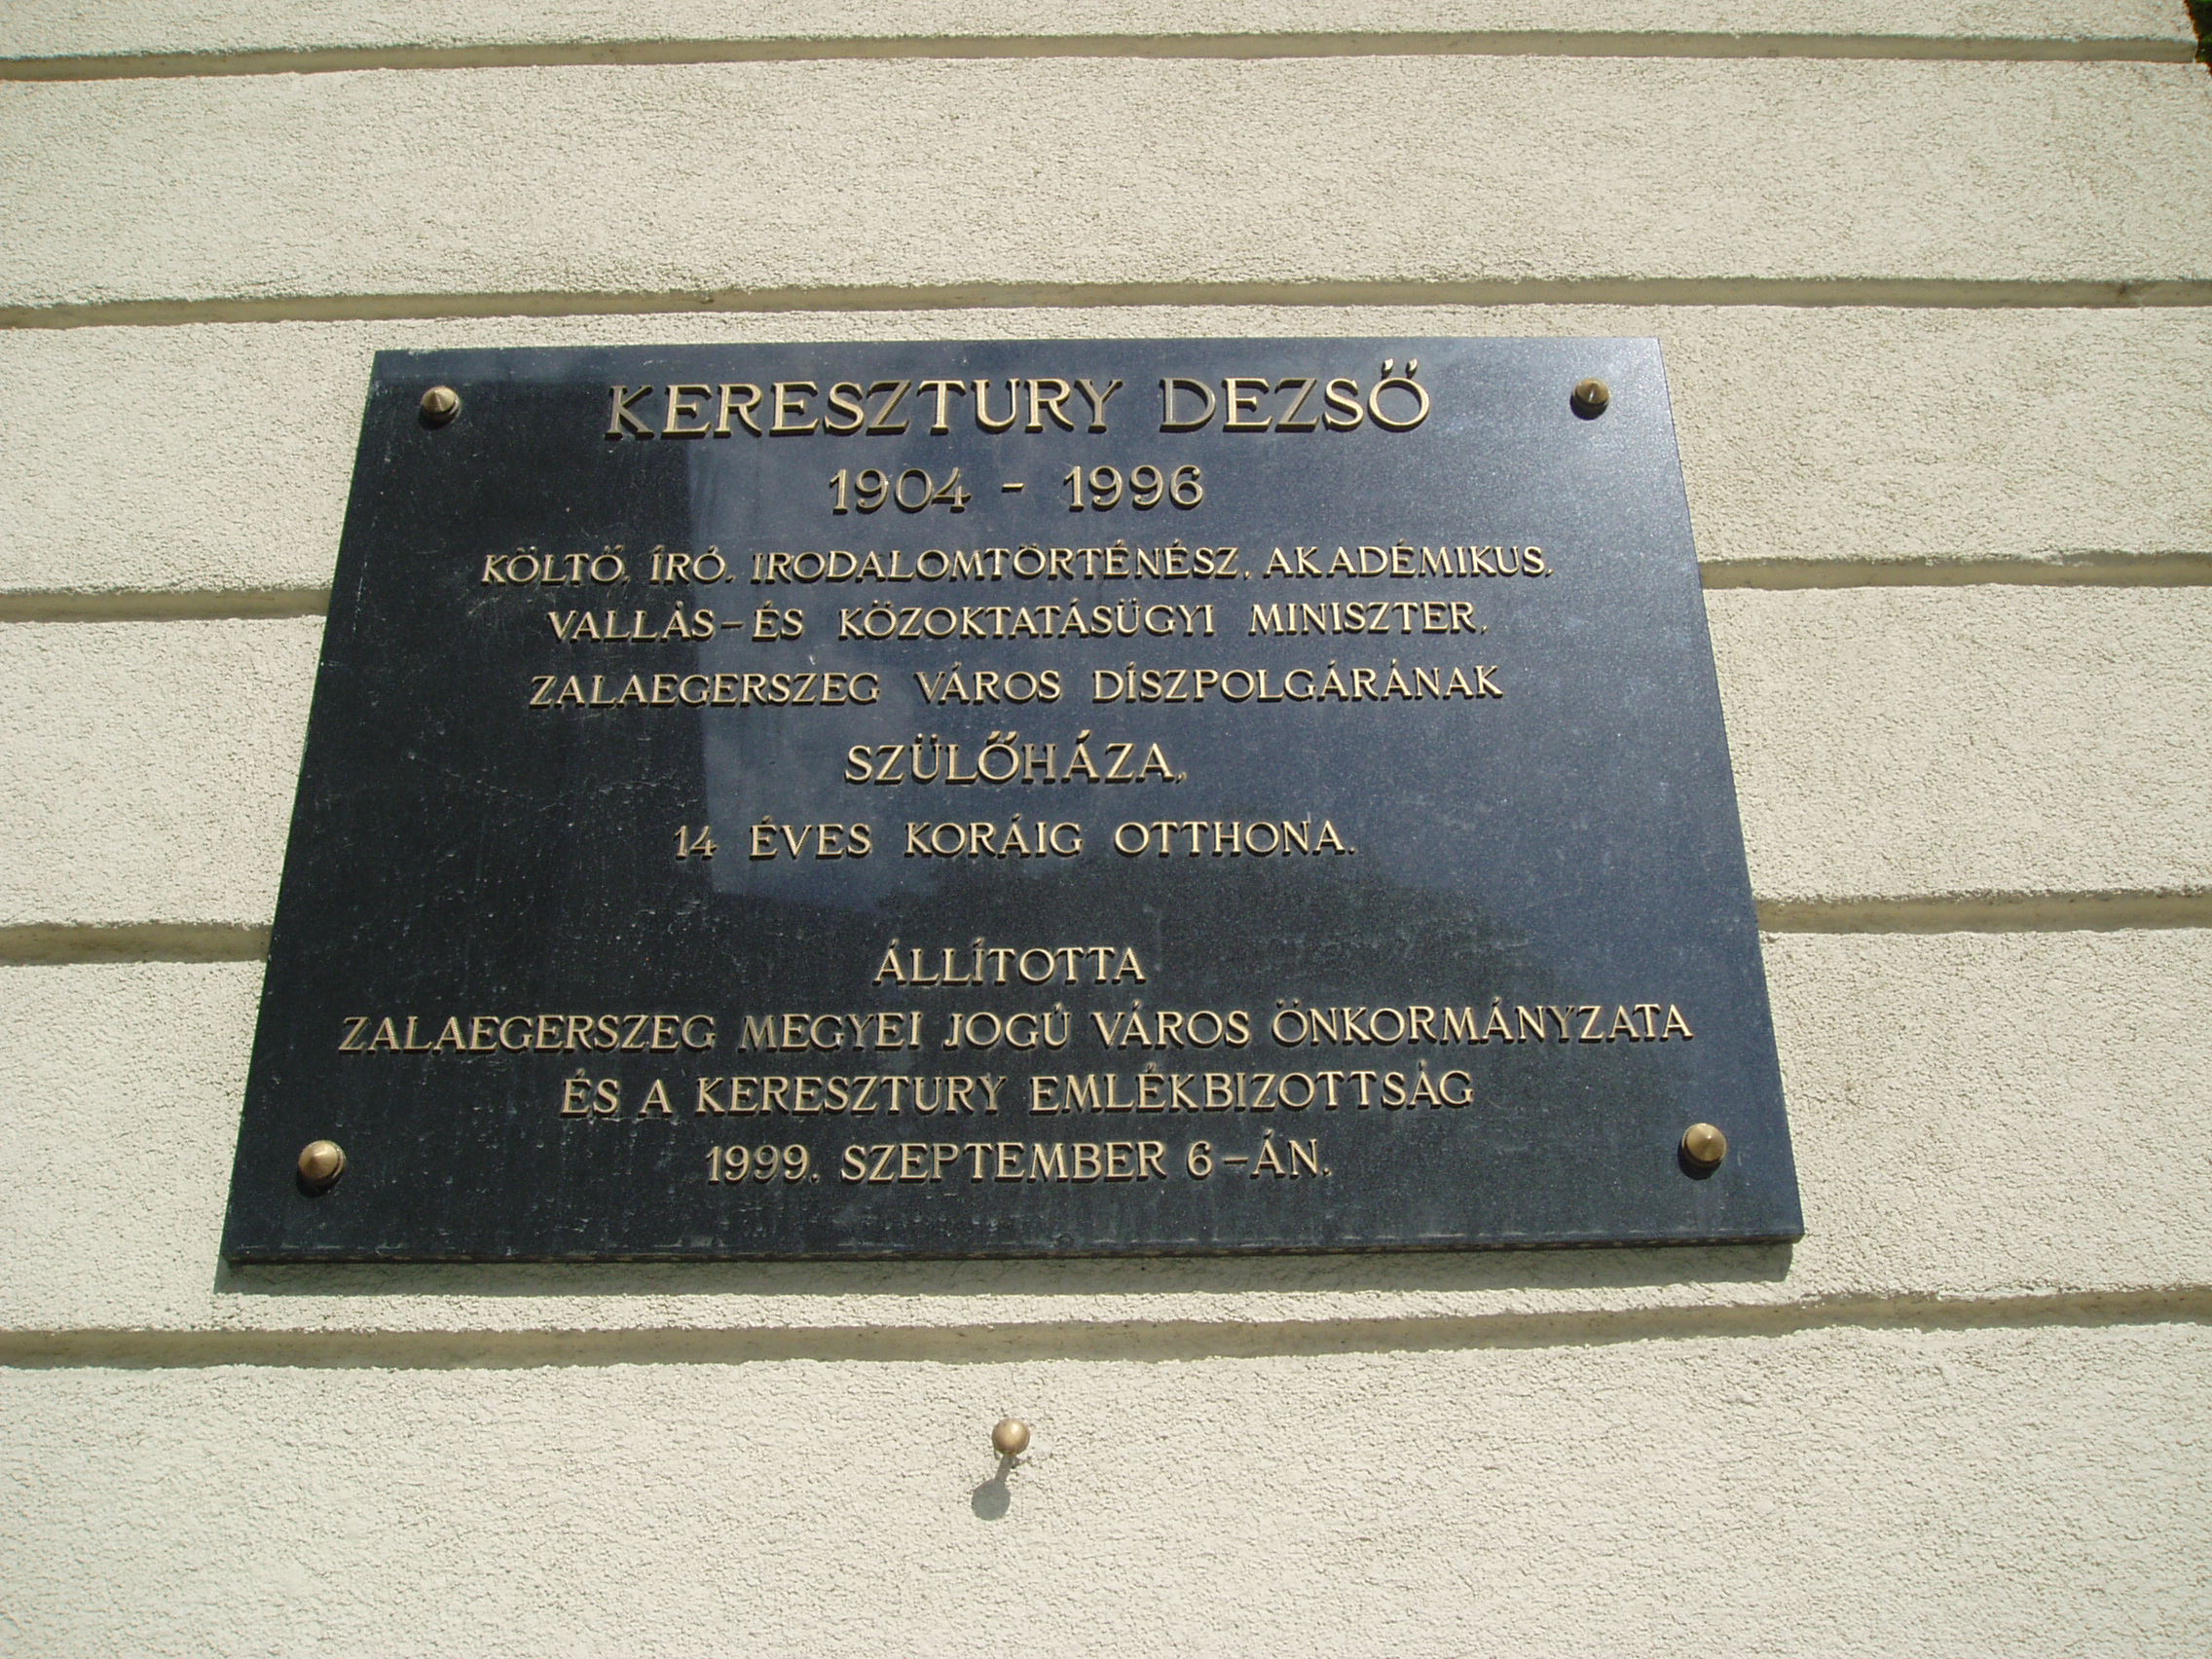 KERESZTURY DEZSŐ
1904 - 1996
KÖLTŐ, ÍRÓ, IRODALOMTÖRTÉNÉSZ, AKADÉMIKUS,
VALLÁS-ÉS KÖZOKTATÁSÜGYI MINISZTER,
ZALAEGERSZEG VÁROS DÍSZPOLGÁRÁNAK
SZÜLŐHÁZA,
14 ÉVES KORÁIG OTTHONA.
ÁLLÍTOTTA
ZALAEGERSZEG MEGYEI JOGÚ VÁROS ÖNKORMÁNYZATA
ÉS A KERESZTURY EMLÉKBIZOTTSÁG
1999. SZEPTEMBER 6-ÁN.